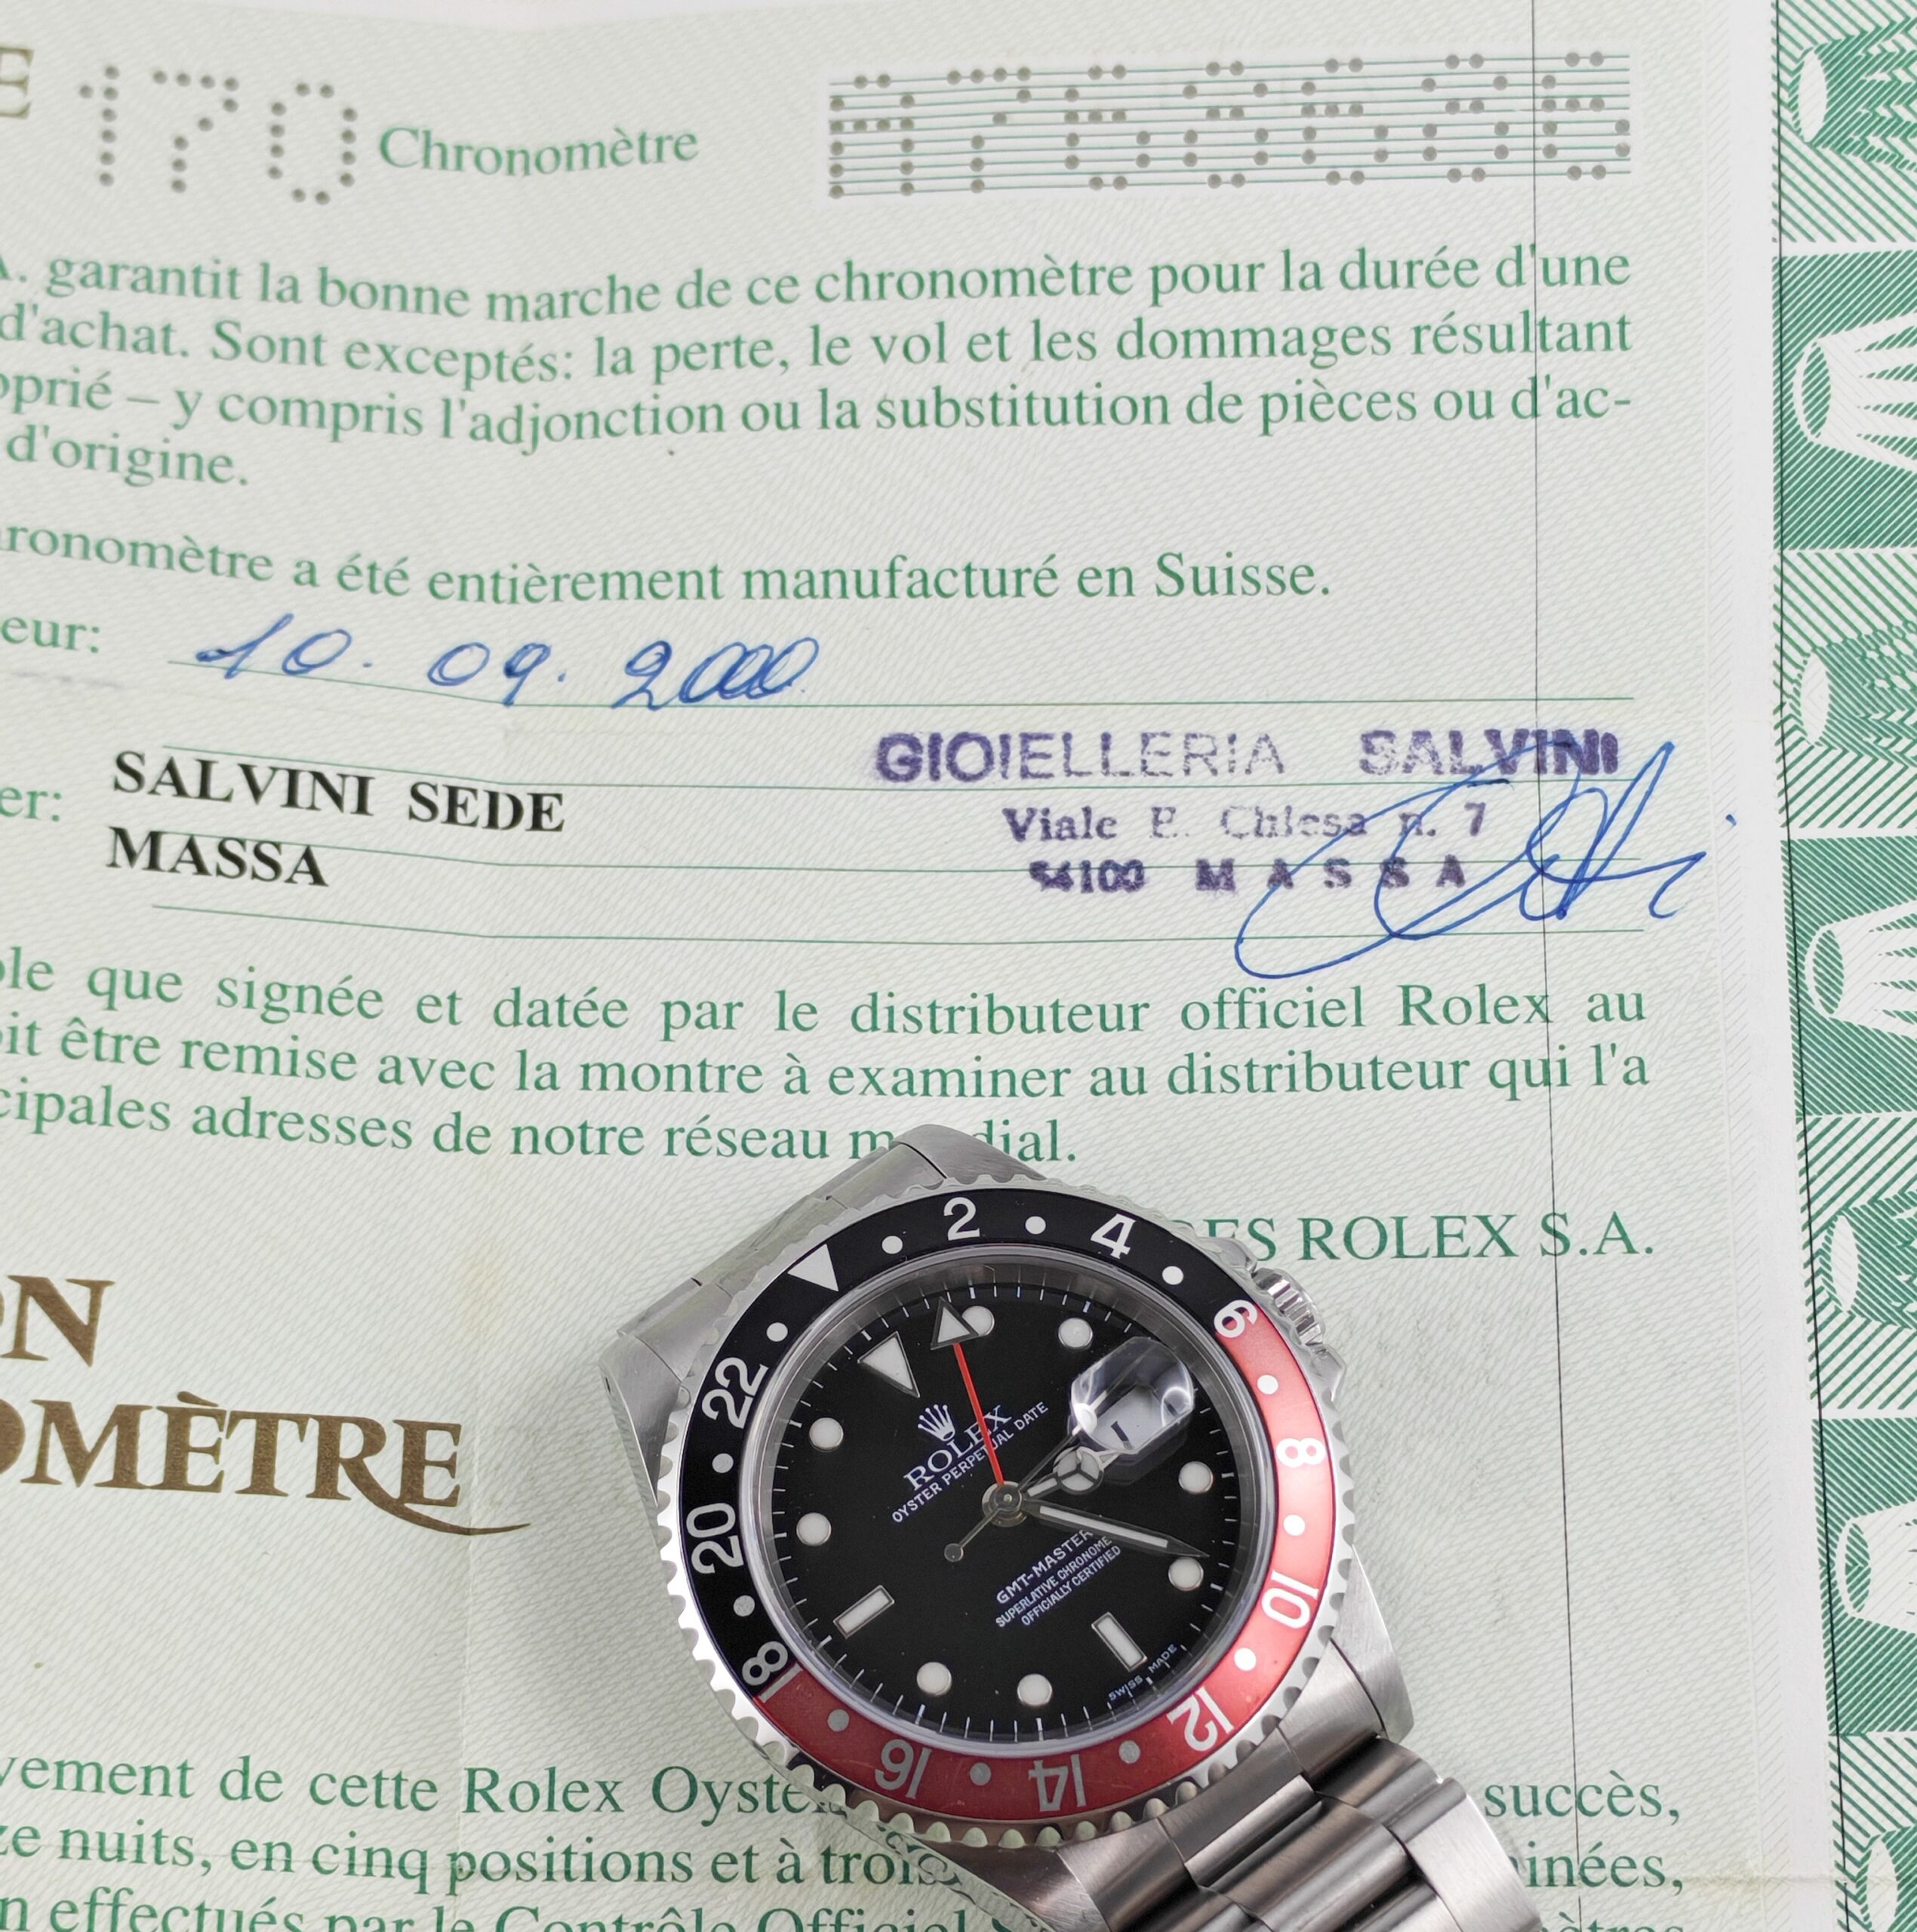 E 170 Chronomètre A768686
A. garantit la bonne marche de ce chronomètre pour la durée d'une
d'achat. Sont exceptés: la perte, le vol et les dommages résultant
oprié – y compris l'adjonction ou la substitution de pièces ou d'ac-
d'origine.
ronomètre a été entièrement manufacturé en Suisse.
eur: 10.09.2000
GIOIELLERIA SALVINI
Viale E. Chiesa n. 7
54100 MASSA
er: SALVINI SEDE
MASSA
ble que signée et datée par le distributeur officiel Rolex au
oit être remise avec la montre à examiner au distributeur qui l'a
cipales adresses de notre réseau m dial.
ES ROLEX S.A.
ON
OMÈTRE
2 4 6 8 10 12 14 16 18 20 22
ROLEX
OYSTER PERPETUAL DATE
GMT-MASTER
SUPERLATIVE CHRONOME
OFFICIALLY CERTIFIED
SWISS MADE
vement de cette Rolex Oyste succès,
ze nuits, en cinq positions et à trois inées,
n effectués par le Contrôle Officiel S ètres